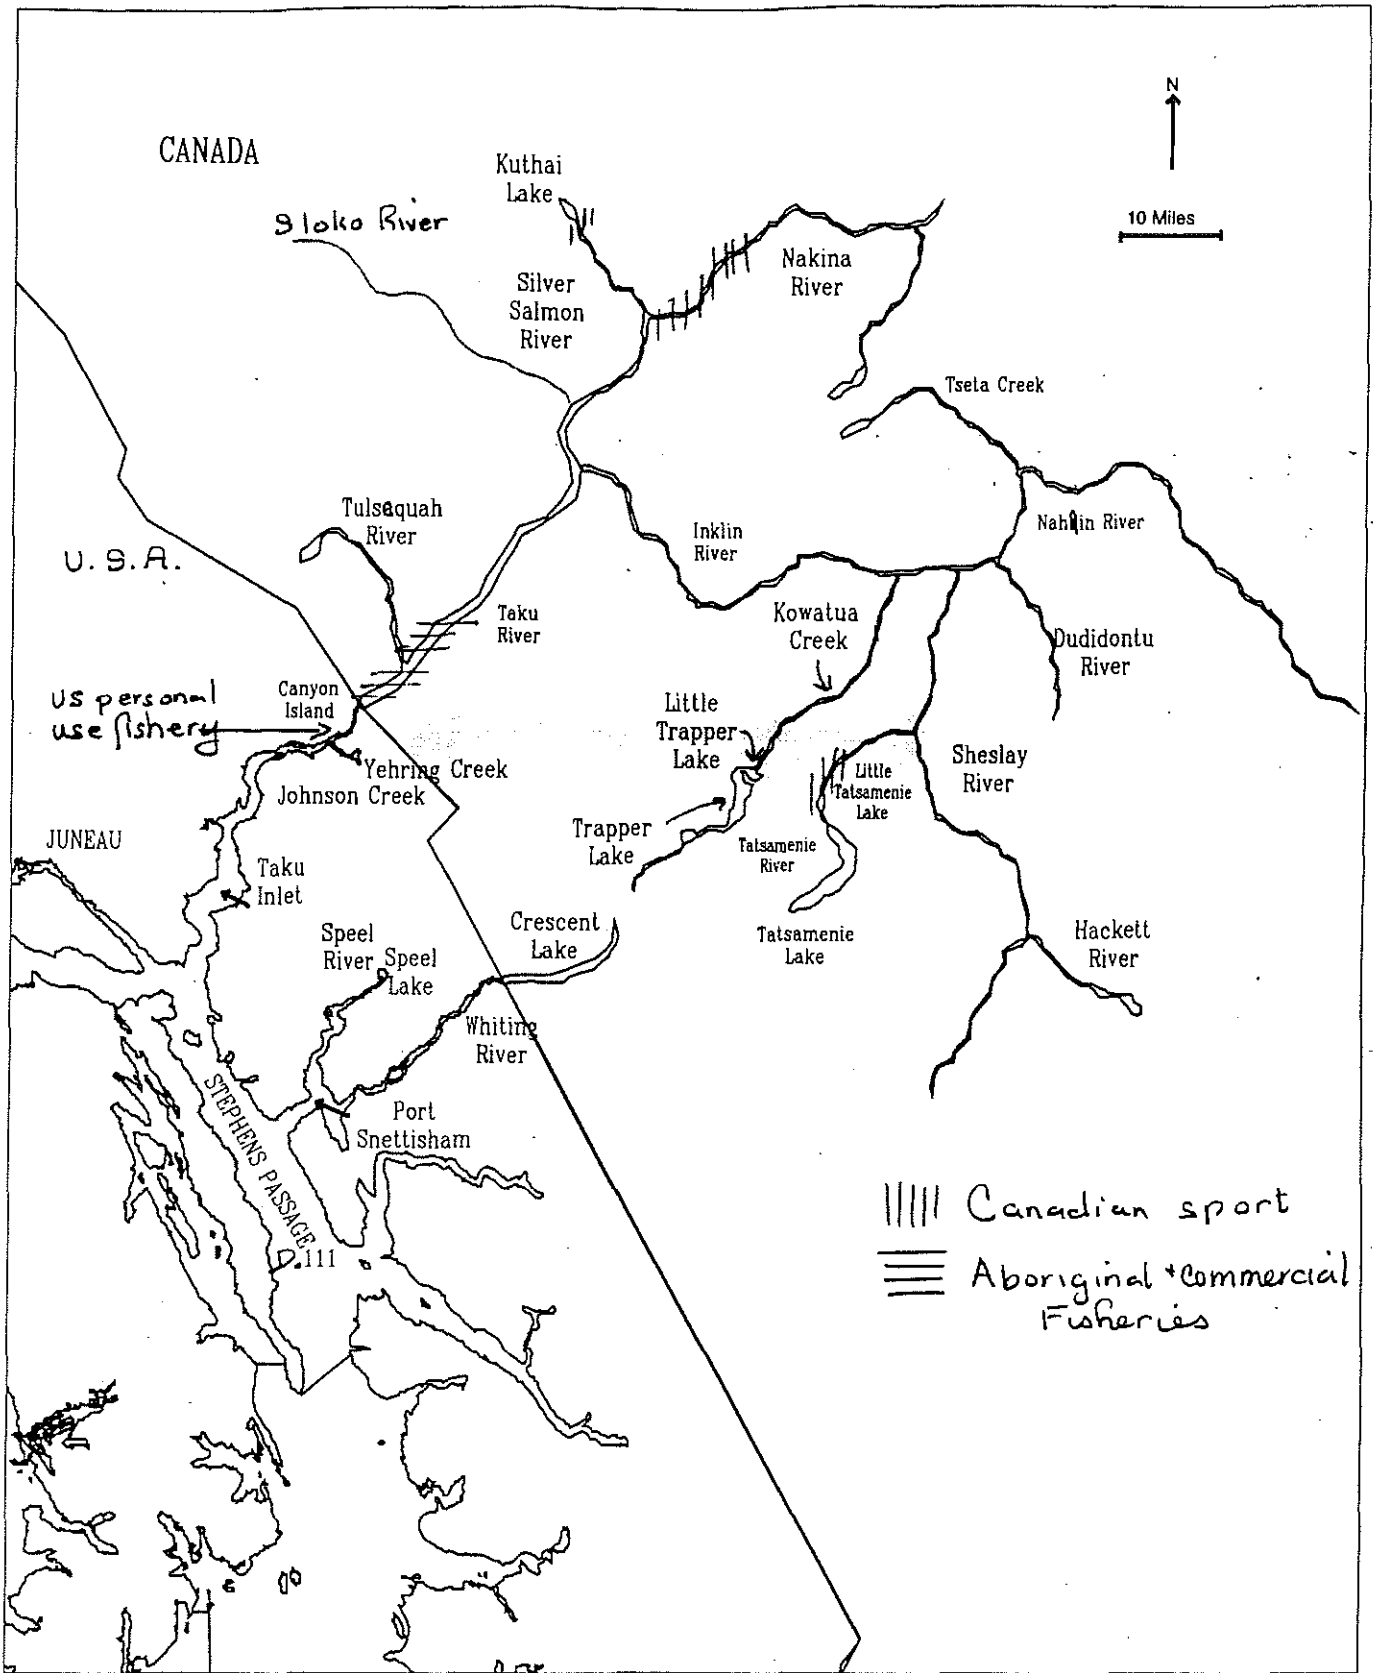 N
10 Miles
CANADA
Kuthai
Lake
Sloko River
Nakina
River
Silver
Salmon
River
Tseta Creek
Tulsequah
River
Inklin
River
Nahlin River
U.S.A.
Taku
River
Kowatua
Creek
Dudidontu
River
US personal
use fishery
Canyon
Island
Little
Trapper
Lake
Yehring Creek
Johnson Creek
Sheslay
River
Little
Tatsamenie
Lake
JUNEAU
Trapper
Lake
Tatsamenie
River
Taku
Inlet
Crescent
Lake
Tatsamenie
Lake
Speel
River
Speel
Lake
Hackett
River
Whiting
River
STEPHENS PASSAGE
Port
Snettisham
111
Canadian sport
Aboriginal + Commercial
Fisheries